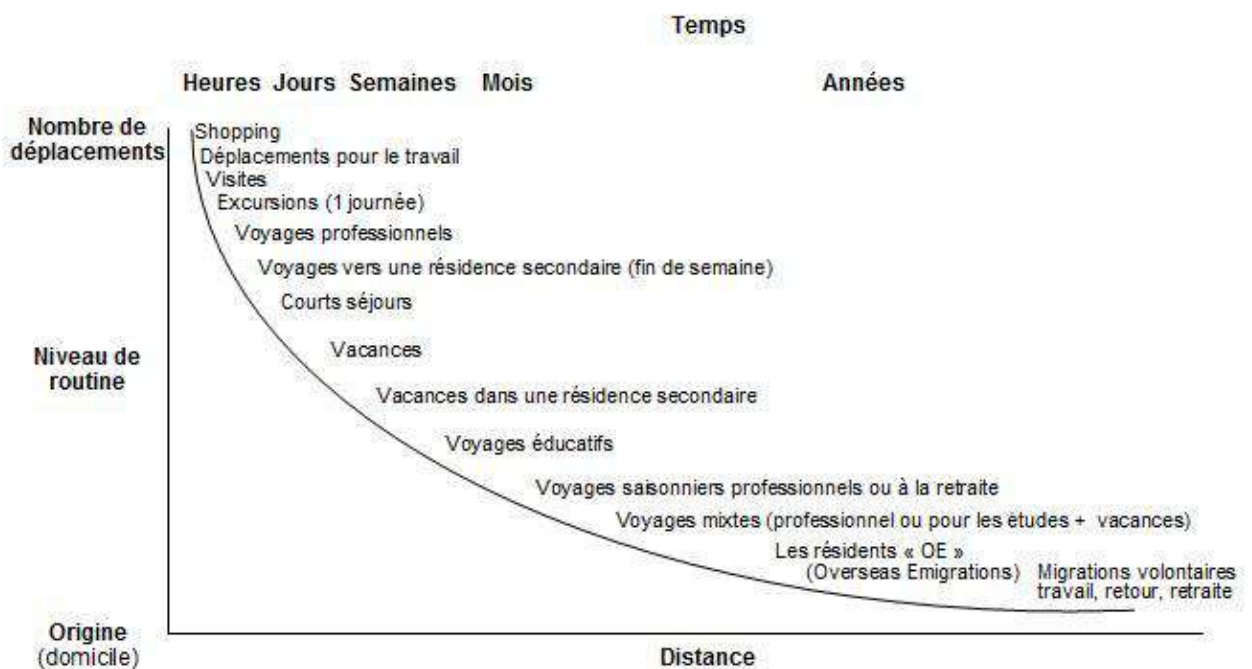 Temps
Heures Jours Semaines Mois Années
Nombre de
déplacements
Shopping
Déplacements pour le travail
Visites
Excursions (1 journée)
Voyages professionnels
Voyages vers une résidence secondaire (fin de semaine)
Courts séjours
Niveau de
routine
Vacances
Vacances dans une résidence secondaire
Voyages éducatifs
Voyages saisonniers professionnels ou à la retraite
Voyages mixtes (professionnel ou pour les études + vacances)
Les résidents « OE »
(Overseas Emigrations)
Migrations volontaires
travail, retour, retraite
Origine
(domicile)
Distance